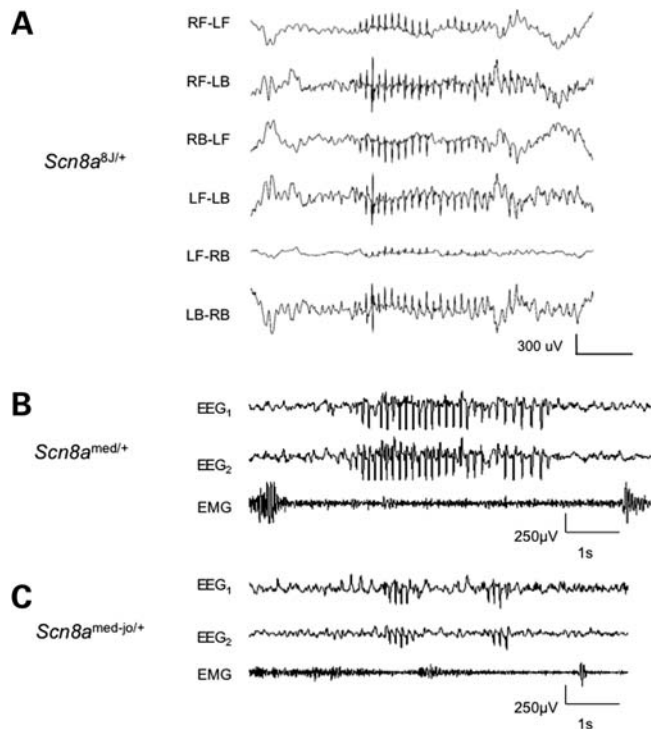 A
RF-LF
RF-LB
RB-LF
Scn8a8J/+
LF-LB
LF-RB
LB-RB
300 uV
B
EEG1
Scn8amed/+
EEG2
EMG
250μV
1s
C
EEG1
Scn8amed-jo/+
EEG2
EMG
250μV
1s